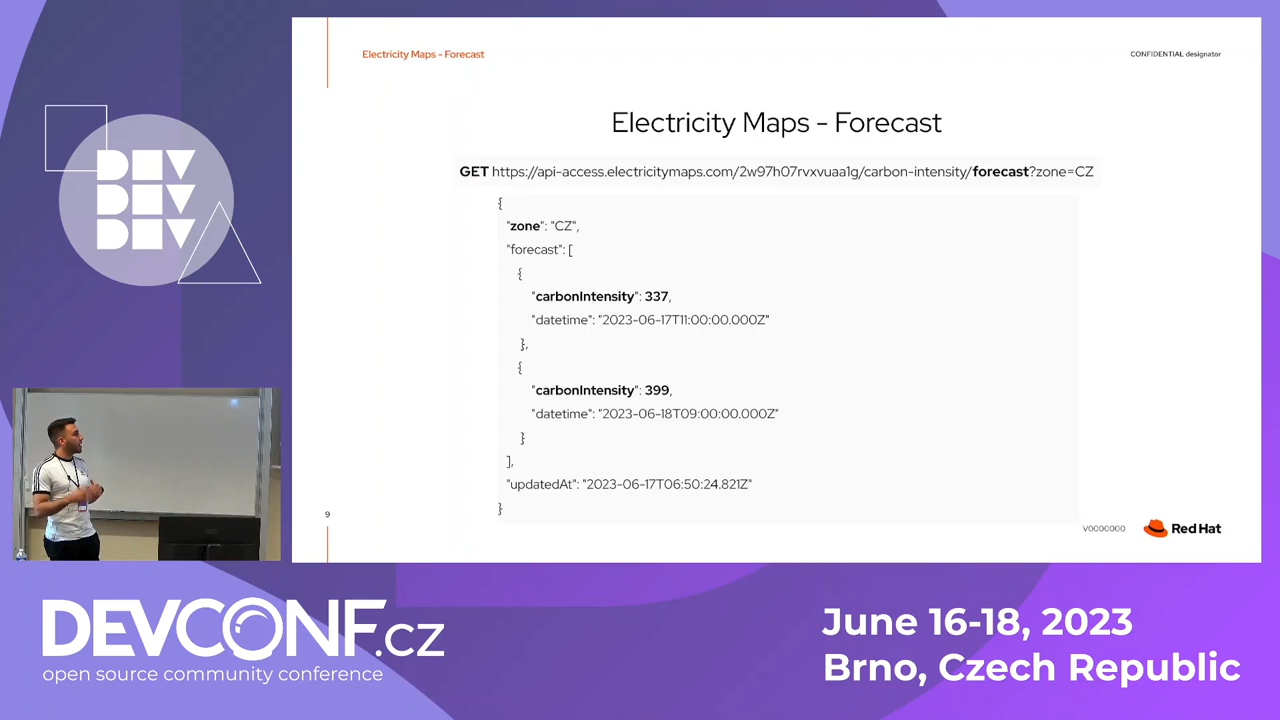 Electricity Maps - Forecast
CONFIDENTIAL designator
Electricity Maps - Forecast
GET https://api-access.electricitymaps.com/2w97h07rvxvuaa1g/carbon-intensity/forecast?zone=CZ
{
"zone": "CZ",
"forecast": [
{
"carbonIntensity": 337,
"datetime": "2023-06-17T11:00:00.000Z"
},
{
"carbonIntensity": 399,
"datetime": "2023-06-18T09:00:00.000Z"
}
],
"updatedAt": "2023-06-17T06:50:24.821Z"
}
9
V0000000
Red Hat
DEV
DEV
DEV
DEVCONF.cz
open source community conference
June 16-18, 2023
Brno, Czech Republic